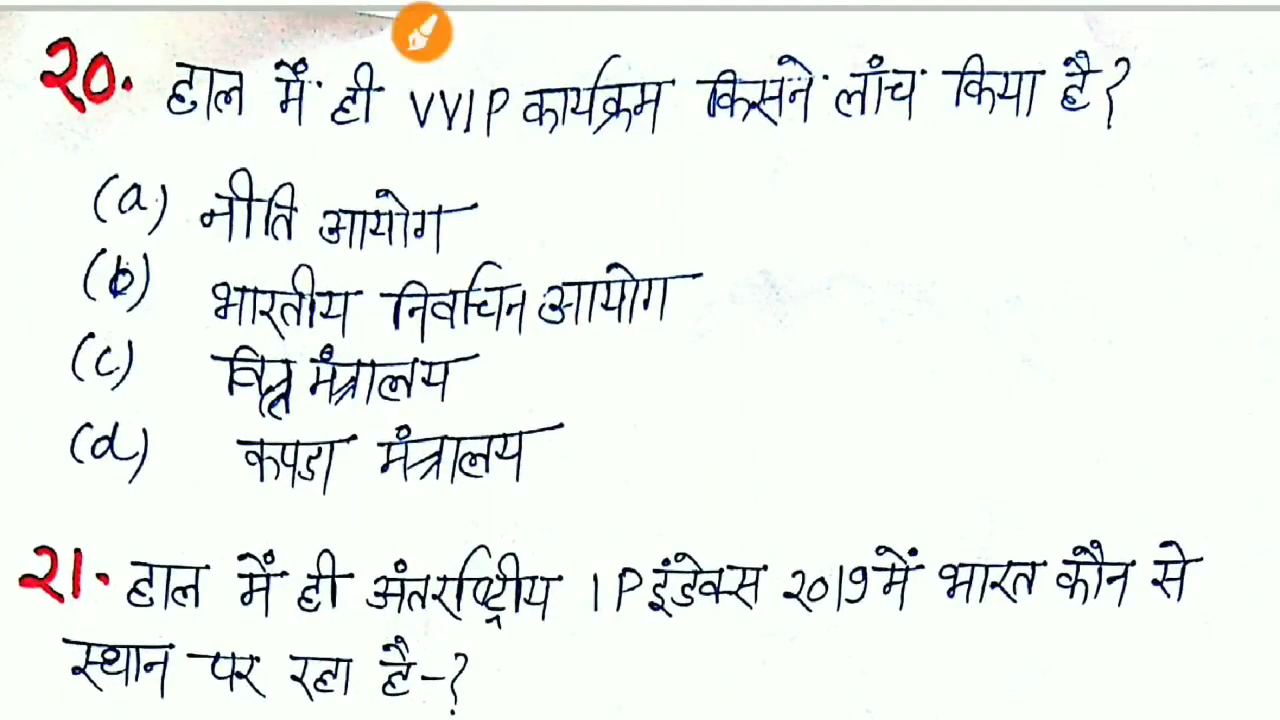 २०. हाल में ही VVIP कार्यक्रम किसने लांच किया है?
(a) नीति आयोग
(b) भारतीय निर्वाचन आयोग
(c) वित्त मंत्रालय
(d) कपडा मंत्रालय
२१. हाल में ही अंतर्राष्ट्रीय IP इंडेक्स २०19 में भारत कौन से
स्थान पर रहा है-?